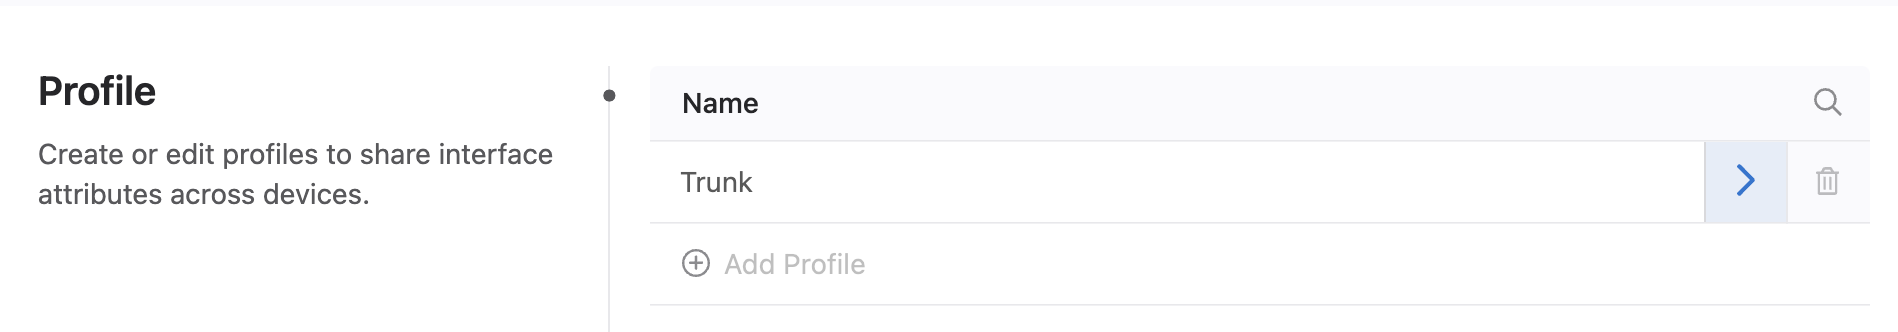 Profile
Create or edit profiles to share interface
attributes across devices.
Name
Trunk
Add Profile